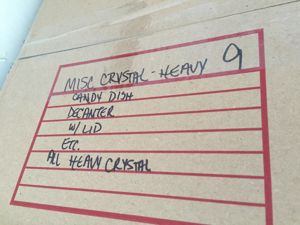 MISC CRYSTAL - HEAVY 9
CANDY DISH
DECANTER
W/ LID
ETC.
ALL HEAVY CRYSTAL